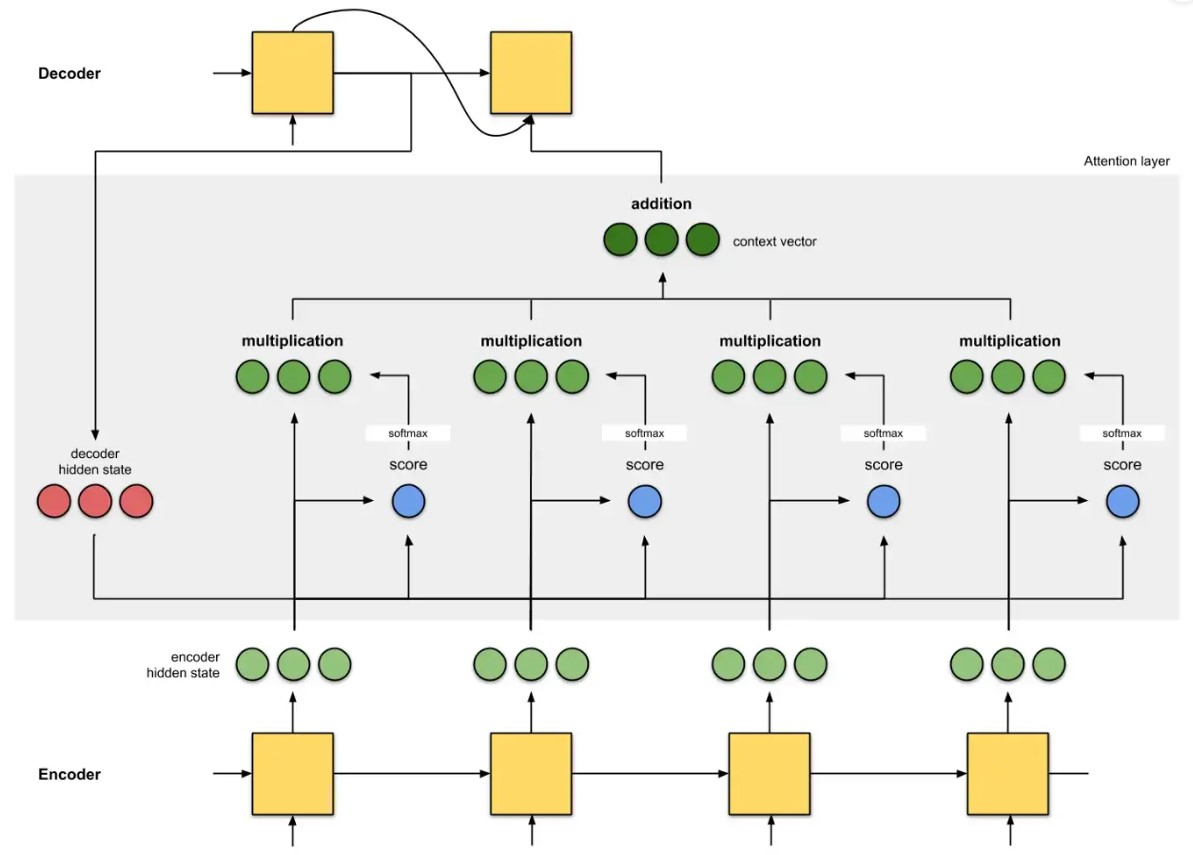 Decoder
Attention layer
addition
context vector
multiplication
multiplication
multiplication
multiplication
softmax
softmax
softmax
softmax
decoder
hidden state
score
score
score
score
encoder
hidden state
Encoder